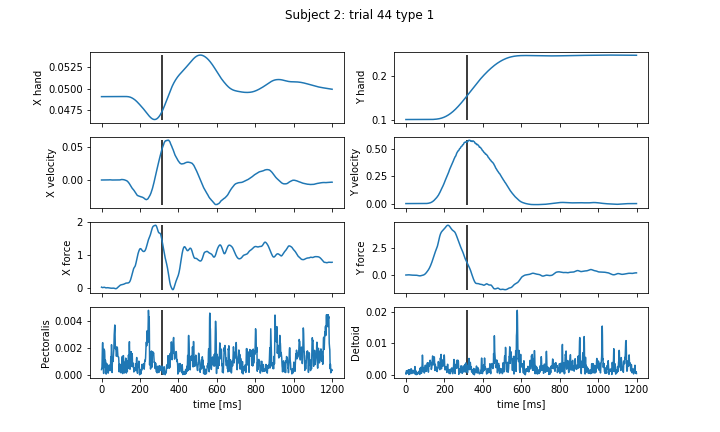 Subject 2: trial 44 type 1
X hand
0.0525
0.0500
0.0475
Y hand
0.2
0.1
X velocity
0.05
0.00
Y velocity
0.50
0.25
0.00
X force
2
1
0
Y force
2.5
0.0
Pectoralis
0.004
0.002
0.000
0 200 400 600 800 1000 1200
time [ms]
Deltoid
0.02
0.01
0.00
0 200 400 600 800 1000 1200
time [ms]